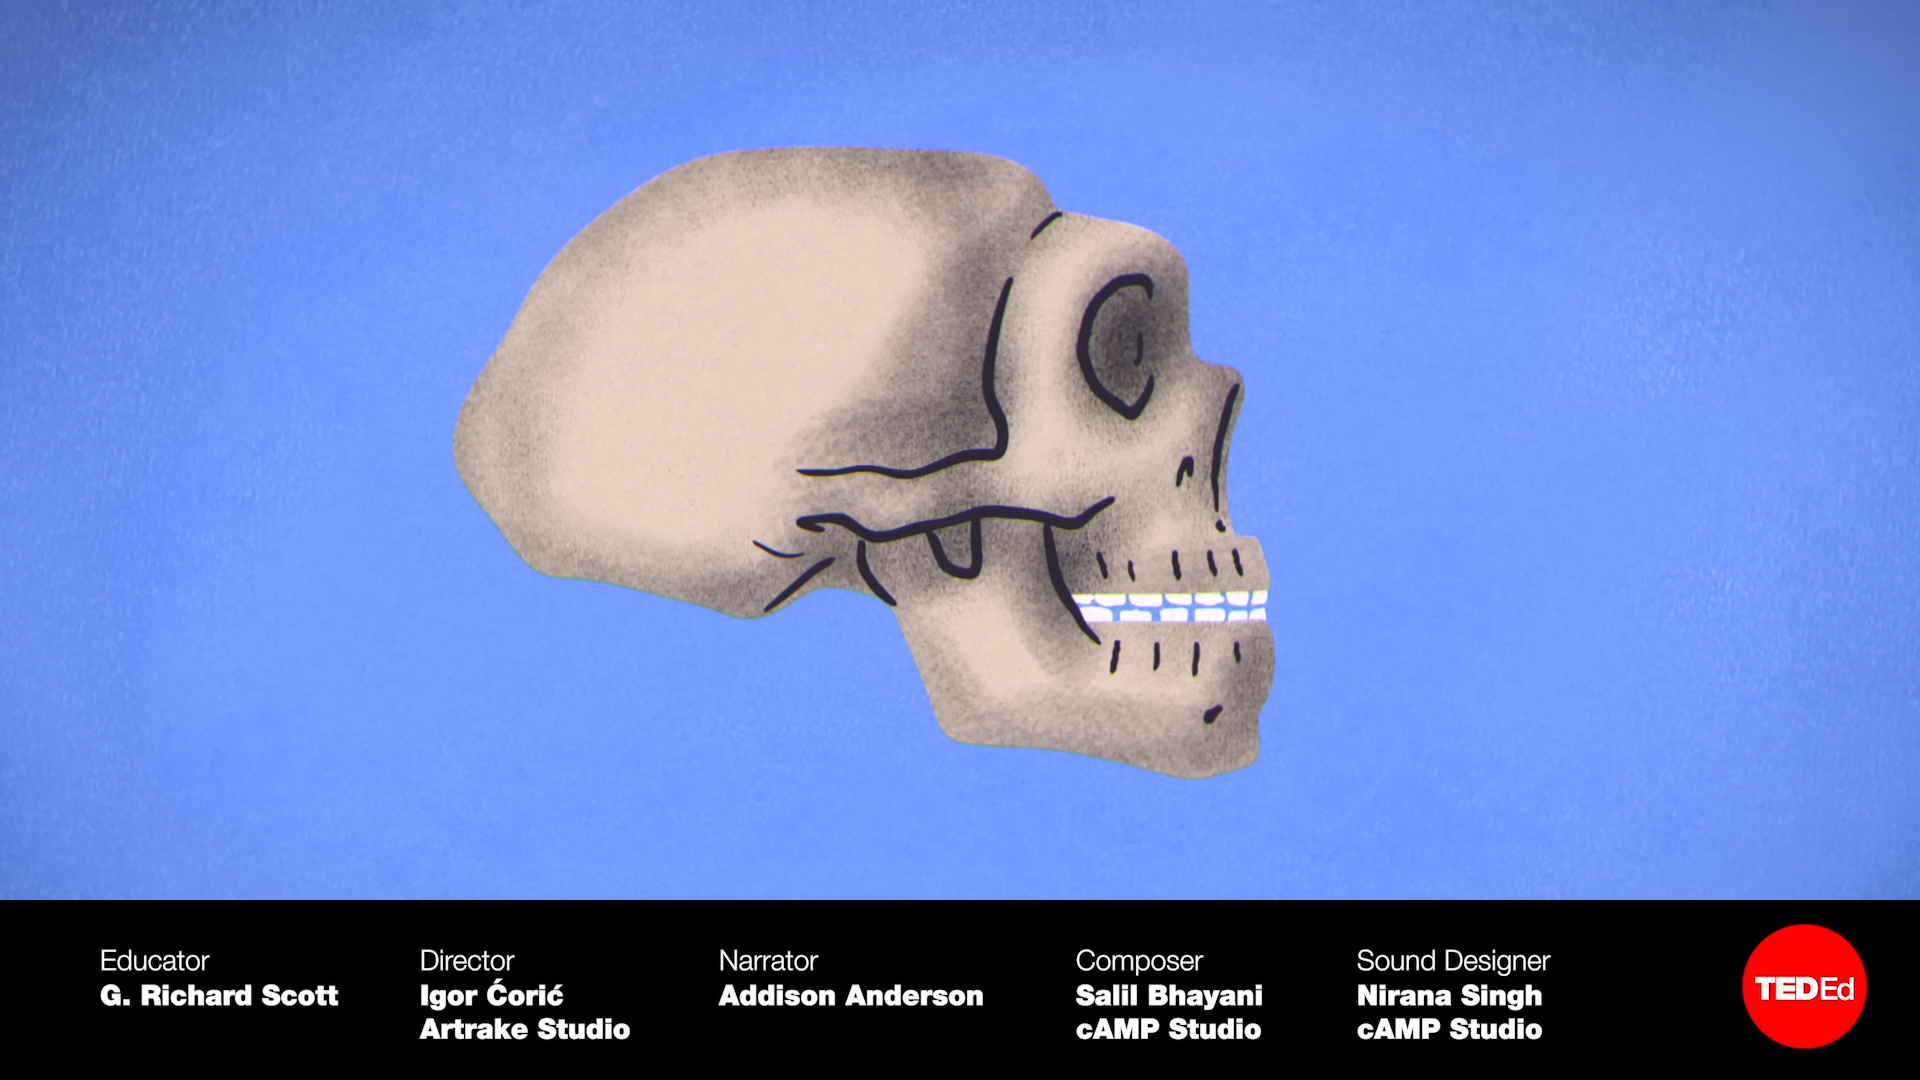 Educator
G. Richard Scott
Director
Igor Ćorić
Artrake Studio
Narrator
Addison Anderson
Composer
Salil Bhayani
cAMP Studio
Sound Designer
Nirana Singh
cAMP Studio
TEDEd